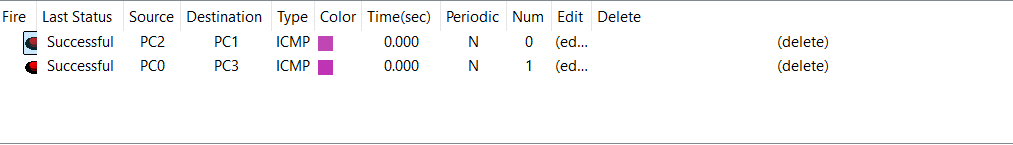 Fire Last Status Source Destination Type Color Time(sec) Periodic Num Edit Delete
Successful PC2 PC1 ICMP 0.000 N 0 (ed... (delete)
Successful PC0 PC3 ICMP 0.000 N 1 (ed... (delete)